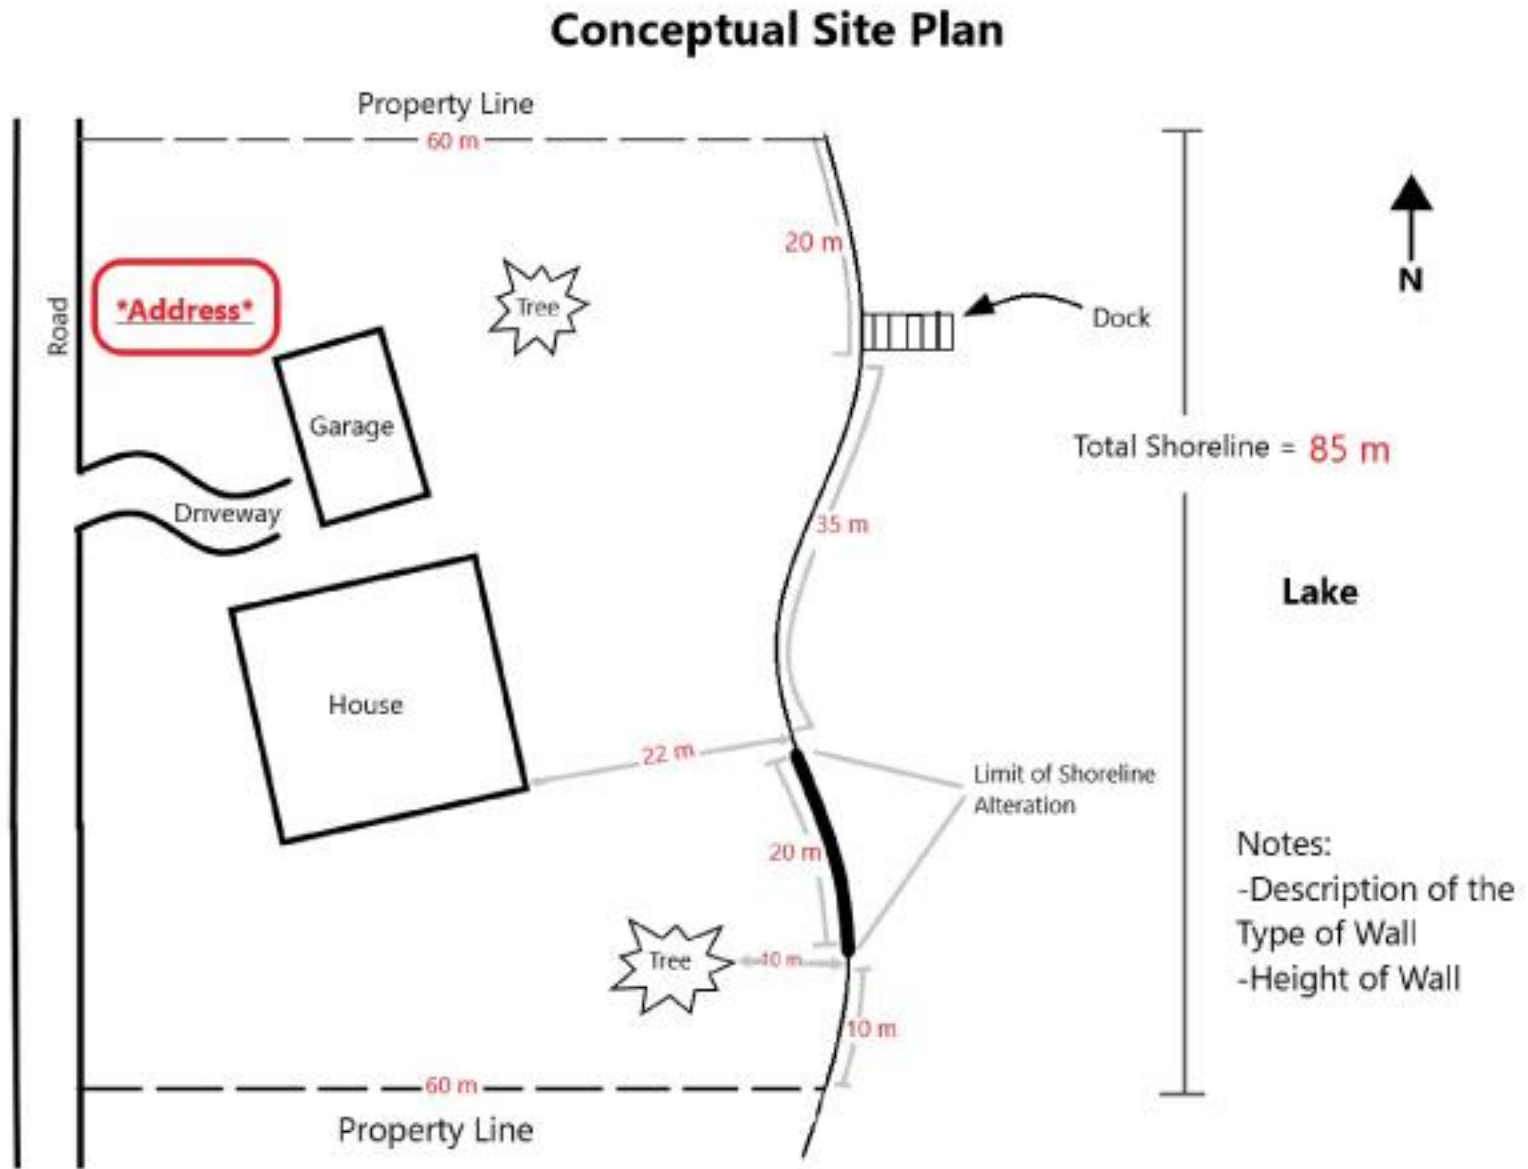 Conceptual Site Plan
Property Line
60 m
20 m
N
*Address*
Road
Tree
Dock
Garage
Total Shoreline = 85 m
Driveway
35 m
Lake
House
22 m
Limit of Shoreline
Alteration
20 m
Notes:
-Description of the
Type of Wall
-Height of Wall
Tree
10 m
10 m
60 m
Property Line